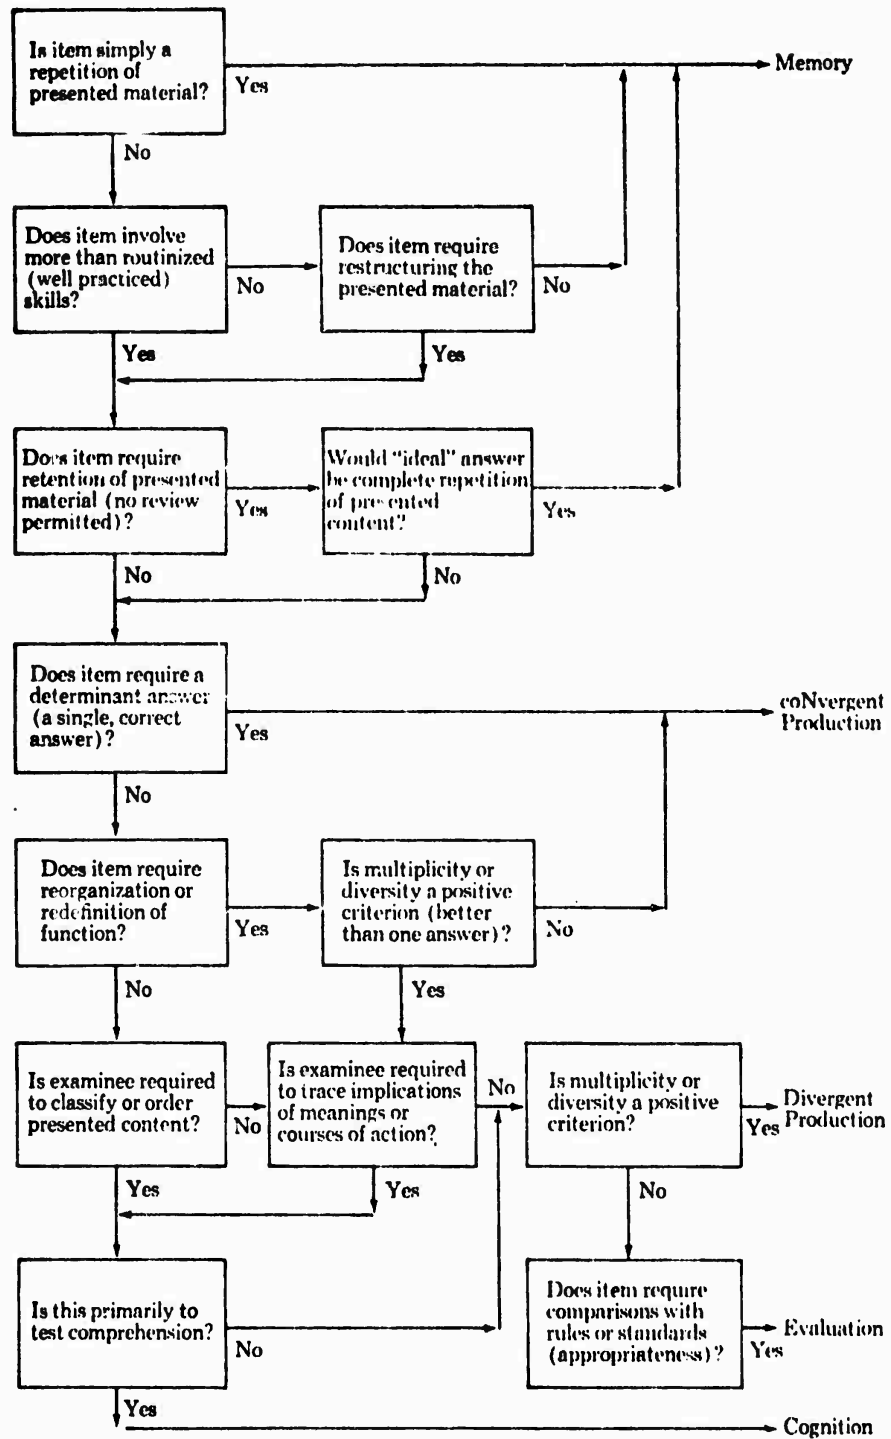 Is item simply a
repetition of
presented material?
Yes
Memory
No
Does item involve
more than routinized
(well practiced)
skills?
No
Does item require
restructuring the
presented material?
No
Yes
Yes
Does item require
retention of presented
material (no review
permitted)?
Yes
Would "ideal" answer
be complete repetition
of presented
content?
Yes
No
No
Does item require a
determinant answer
(a single, correct
answer)?
Yes
coNvergent
Production
No
Does item require
reorganization or
redefinition of
function?
Yes
Is multiplicity or
diversity a positive
criterion (better
than one answer)?
No
No
Yes
Is examinee required
to classify or order
presented content?
No
Is examinee required
to trace implications
of meanings or
courses of action?
No
Is multiplicity or
diversity a positive
criterion?
Yes
Divergent
Production
Yes
Yes
No
Is this primarily to
test comprehension?
No
Does item require
comparisons with
rules or standards
(appropriateness)?
Yes
Evaluation
Yes
Cognition